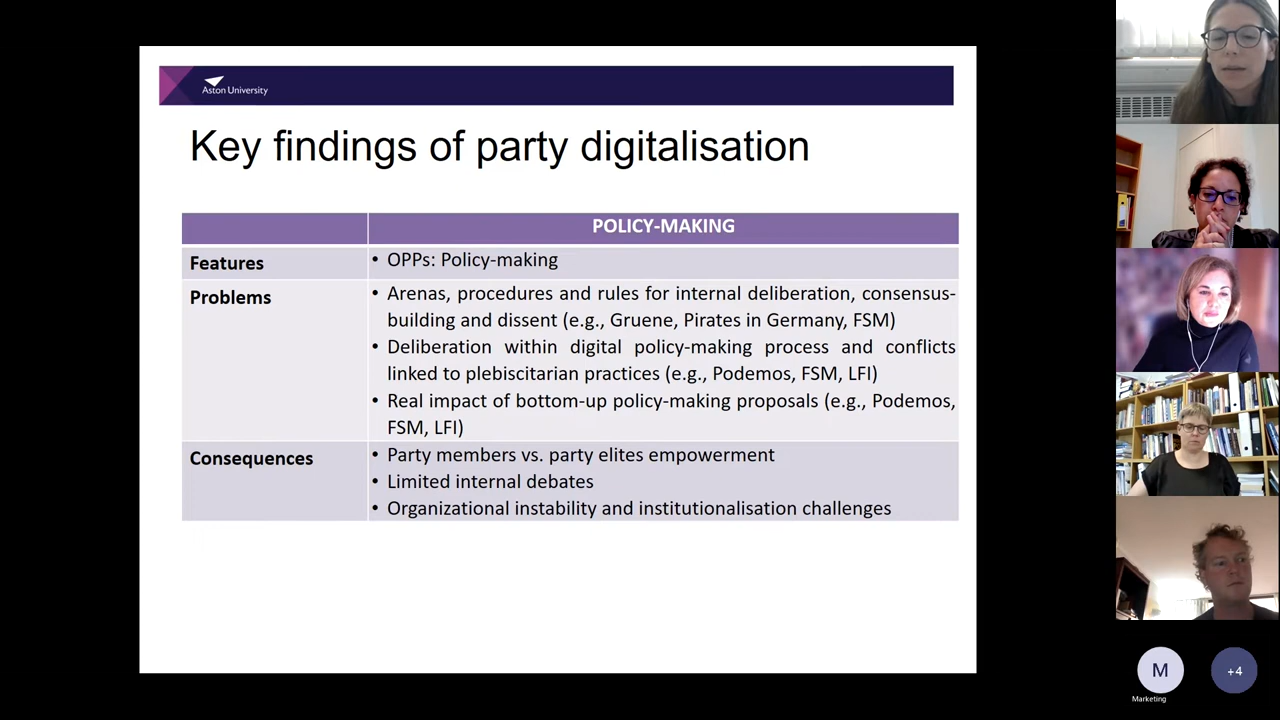 Aston University
Key findings of party digitalisation
POLICY-MAKING
Features
• OPPs: Policy-making
Problems
• Arenas, procedures and rules for internal deliberation, consensus-
building and dissent (e.g., Gruene, Pirates in Germany, FSM)
• Deliberation within digital policy-making process and conflicts
linked to plebiscitarian practices (e.g., Podemos, FSM, LFI)
• Real impact of bottom-up policy-making proposals (e.g., Podemos,
FSM, LFI)
Consequences
• Party members vs. party elites empowerment
• Limited internal debates
• Organizational instability and institutionalisation challenges
M
+4
Marketing